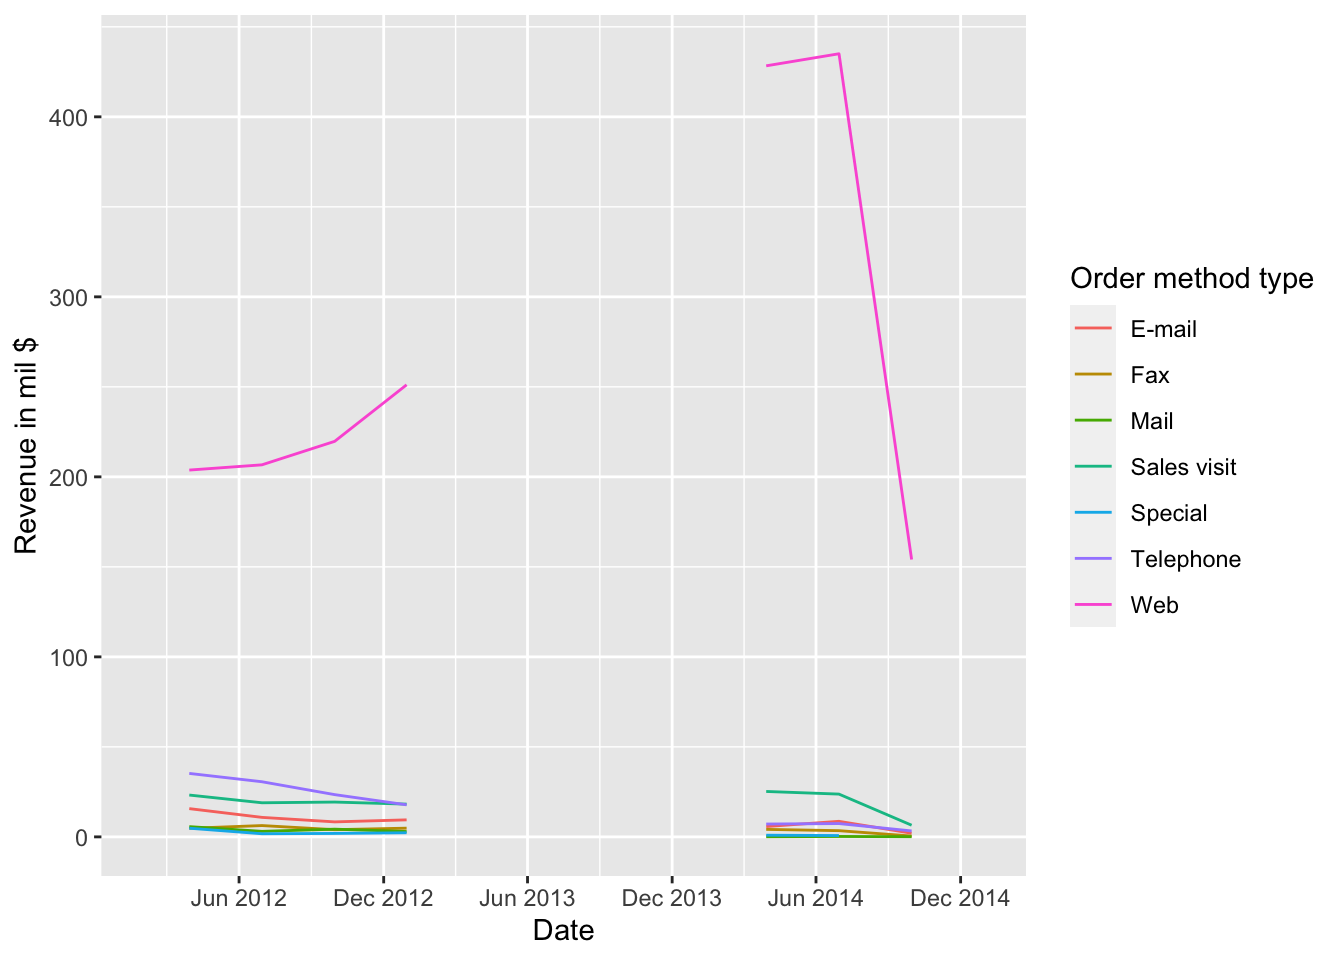 400
300
200
100
0
Revenue in mil $
Jun 2012
Dec 2012
Jun 2013
Dec 2013
Jun 2014
Dec 2014
Date
Order method type
E-mail
Fax
Mail
Sales visit
Special
Telephone
Web